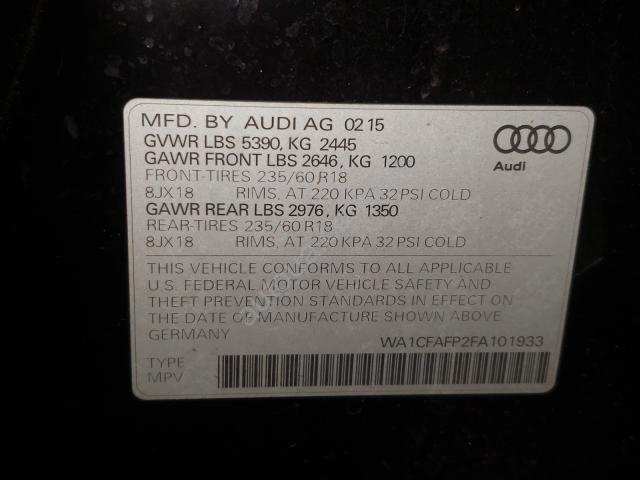 MFD. BY AUDI AG 02 15
GVWR LBS 5390, KG 2445
GAWR FRONT LBS 2646, KG 1200
FRONT-TIRES 235/60 R18
8JX18 RIMS, AT 220 KPA 32 PSI COLD
GAWR REAR LBS 2976, KG 1350
REAR-TIRES 235/60 R18
8JX18 RIMS, AT 220 KPA 32 PSI COLD
Audi
THIS VEHICLE CONFORMS TO ALL APPLICABLE
U.S. FEDERAL MOTOR VEHICLE SAFETY AND
THEFT PREVENTION STANDARDS IN EFFECT ON
THE DATE OF MANUFACTURE SHOWN ABOVE
GERMANY
WA1CFAFP2FA101933
TYPE
MPV